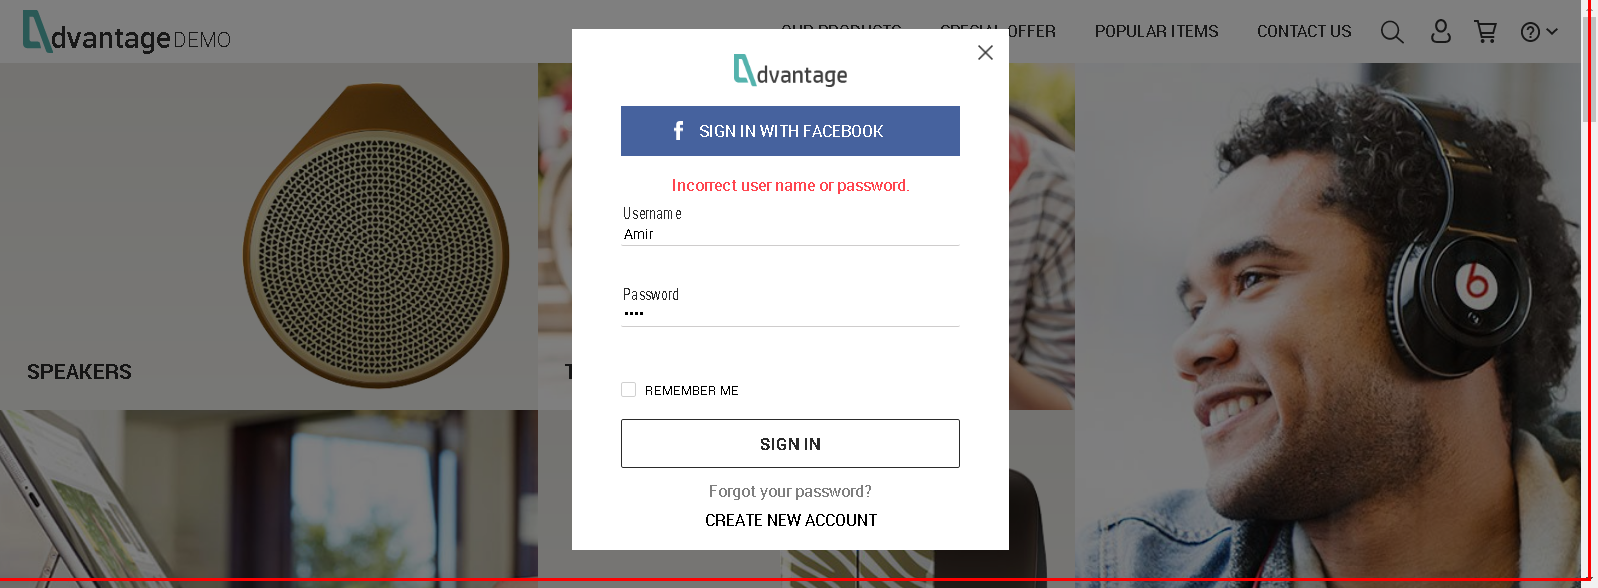 dvantage DEMO
OUR PRODUCTS SPECIAL OFFER POPULAR ITEMS CONTACT US
dvantage
f SIGN IN WITH FACEBOOK
Incorrect user name or password.
Username
Amir
Password
••••
SPEAKERS
T
REMEMBER ME
SIGN IN
Forgot your password?
CREATE NEW ACCOUNT